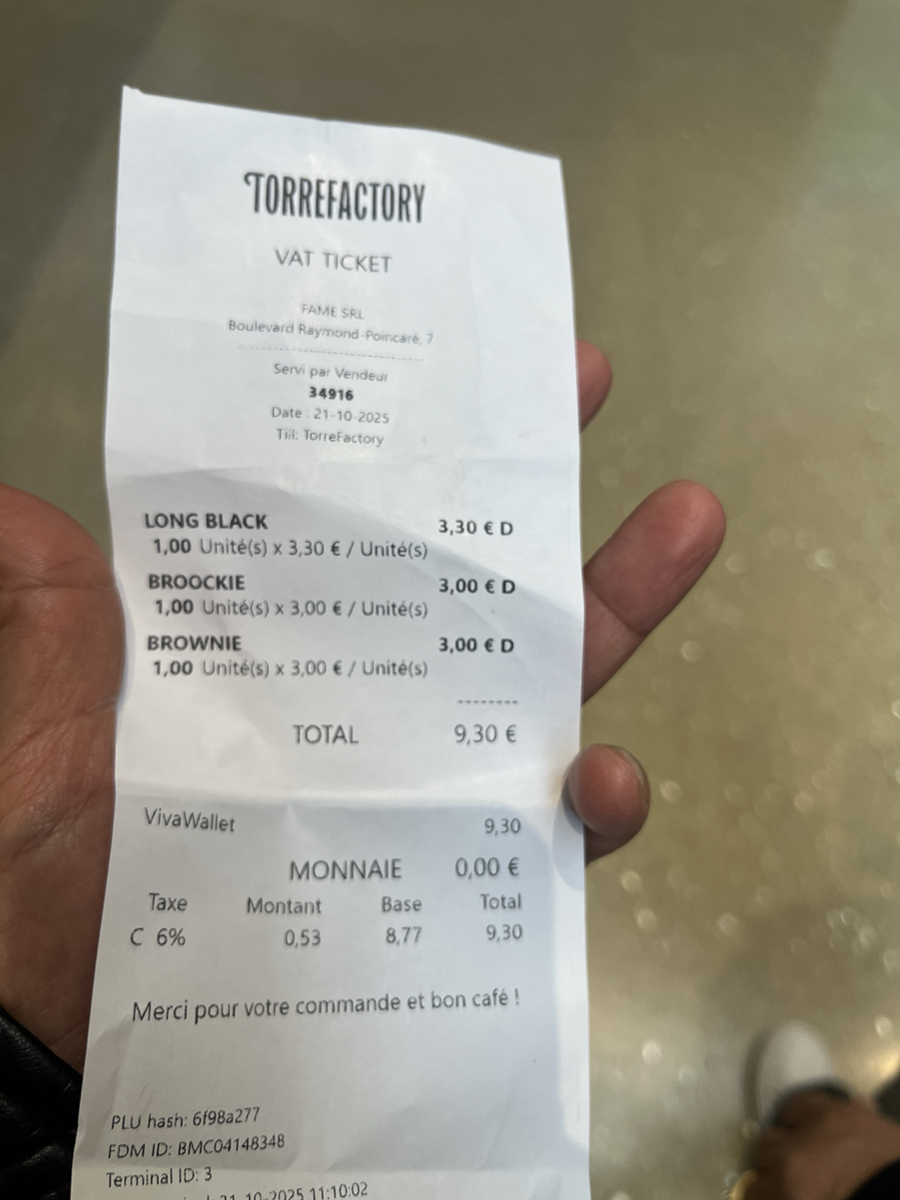 TORREFACTORY
VAT TICKET
FAME SRL
Boulevard Raymond-Poincaré, 7
Servi par Vendeur
34916
Date : 21-10-2025
Till: TorreFactory
LONG BLACK 3,30 € D
1,00 Unité(s) x 3,30 € / Unité(s)
BROOCKIE 3,00 € D
1,00 Unité(s) x 3,00 € / Unité(s)
BROWNIE 3,00 € D
1,00 Unité(s) x 3,00 € / Unité(s)
--------
TOTAL 9,30 €
VivaWallet 9,30
MONNAIE 0,00 €
Taxe Montant Base Total
C 6% 0,53 8,77 9,30
Merci pour votre commande et bon café !
PLU hash: 6f98a277
FDM ID: BMC04148348
Terminal ID: 3
21-10-2025 11:10:02